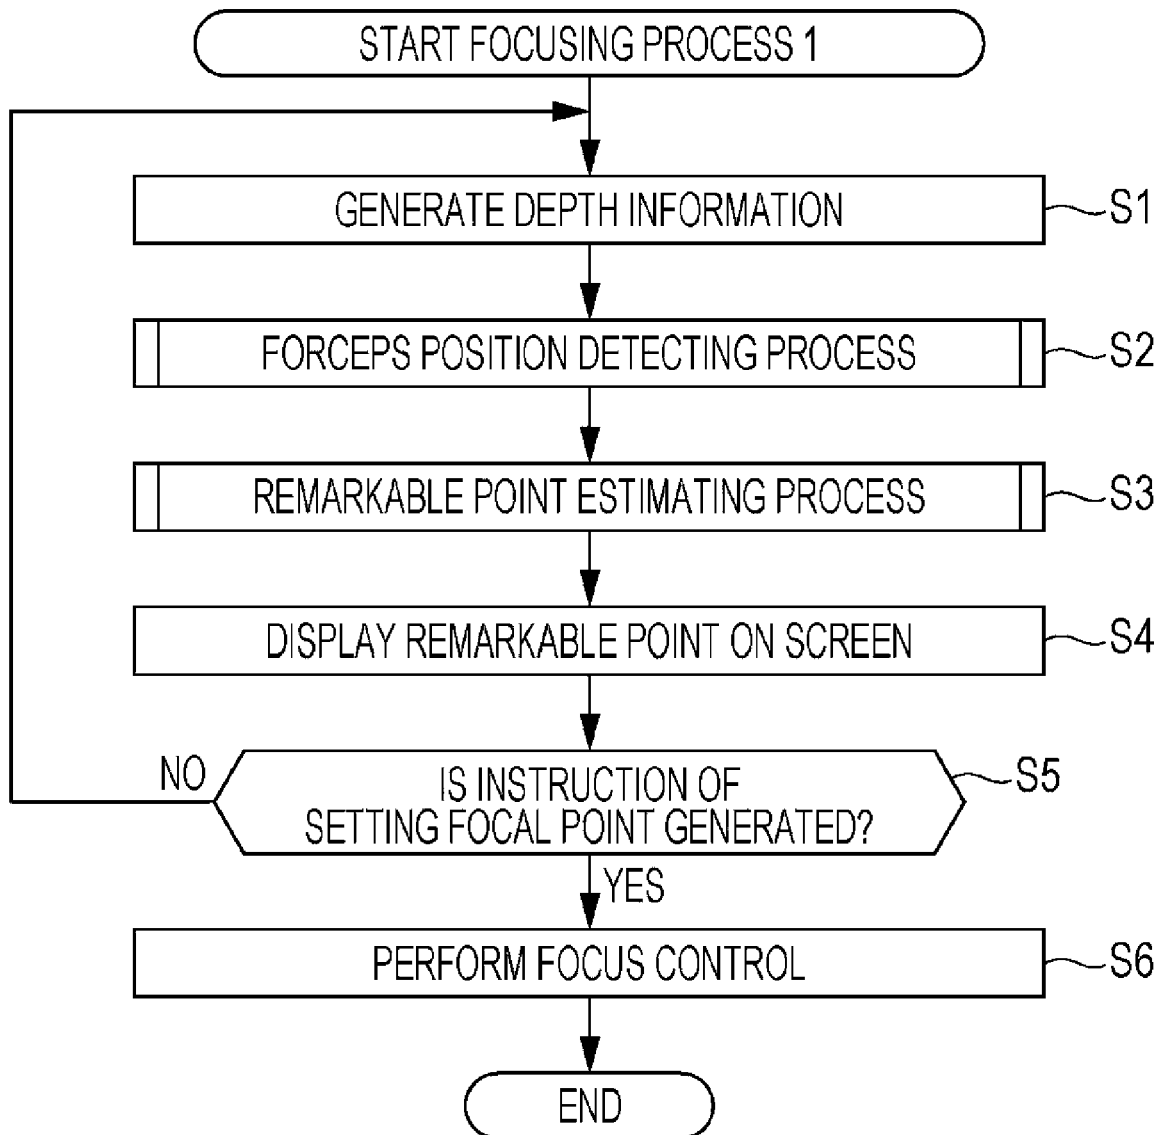 START FOCUSING PROCESS 1
GENERATE DEPTH INFORMATION
S1
FORCEPS POSITION DETECTING PROCESS
S2
REMARKABLE POINT ESTIMATING PROCESS
S3
DISPLAY REMARKABLE POINT ON SCREEN
S4
NO
IS INSTRUCTION OF
SETTING FOCAL POINT GENERATED?
S5
YES
PERFORM FOCUS CONTROL
S6
END